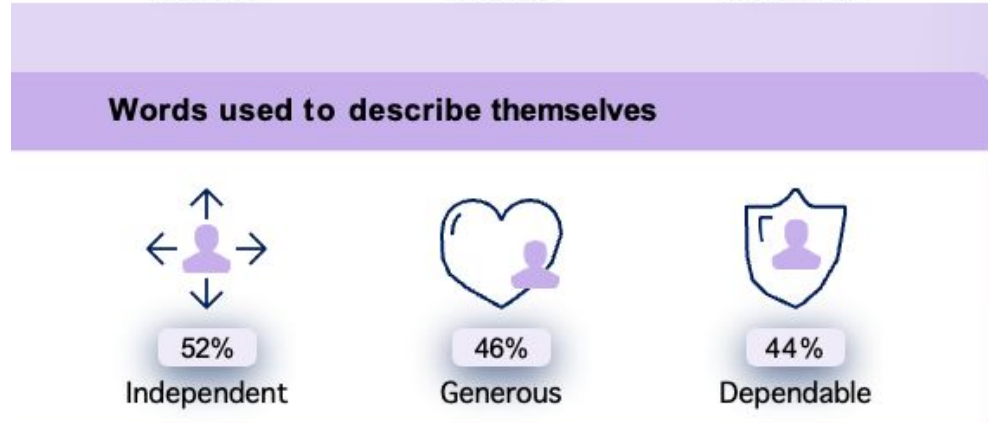 Words used to describe themselves
52% 46% 44%
Independent Generous Dependable